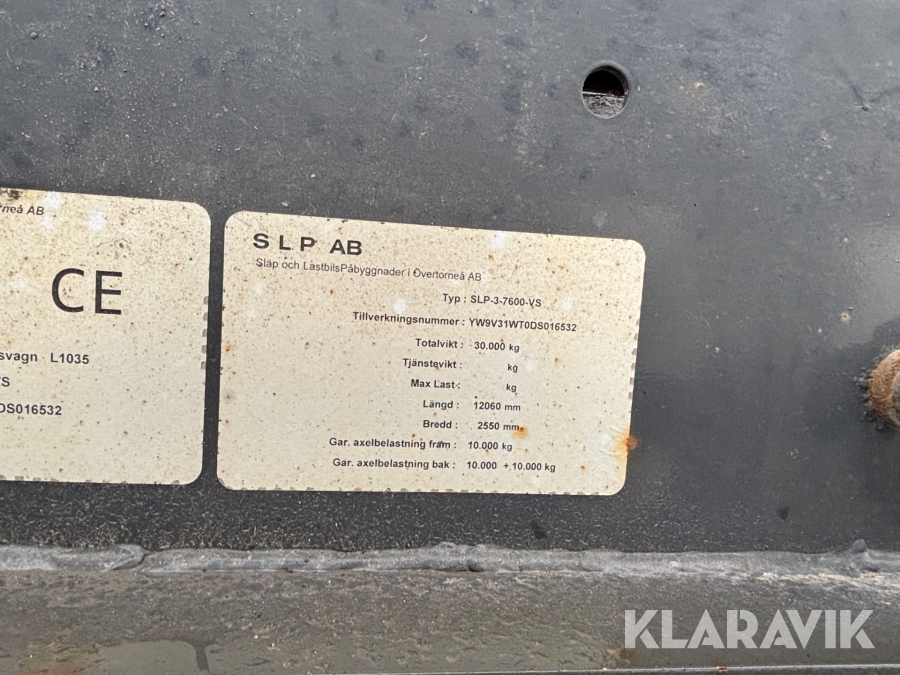 rneå AB
CE
svagn L1035
VS
DS016532
S L P AB
Släp och LastbilsPåbyggnader i Övertorneå AB
Typ : SLP-3-7600-VS
Tillverkningsnummer : YW9V31WT0DS016532
Totalvikt : 30.000 kg
Tjänstevikt : kg
Max Last : kg
Längd : 12060 mm
Bredd : 2550 mm
Gar. axelbelastning fram : 10.000 kg
Gar. axelbelastning bak : 10.000 + 10.000 kg
KLARAVIK